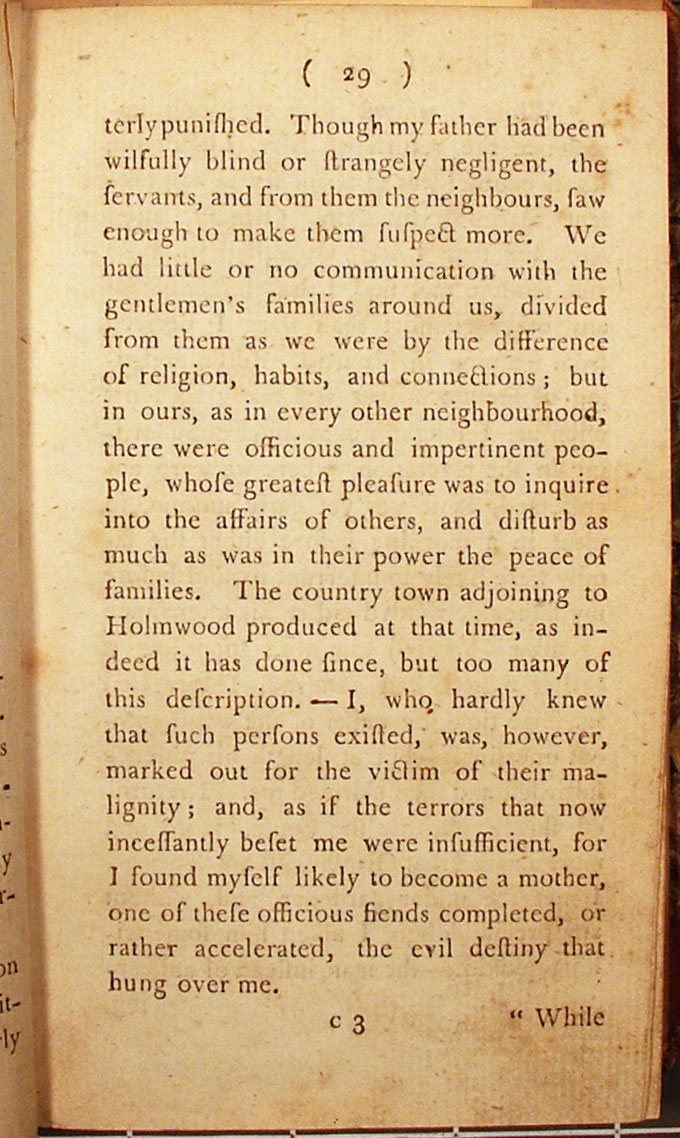 ( 29 )
terlypuniſhed. Though my father had been
wilfully blind or ſtrangely negligent, the
ſervants, and from them the neighbours, ſaw
enough to make them ſuſpect more. We
had little or no communication with the
gentlemen's families around us, divided
from them as we were by the difference
of religion, habits, and connections; but
in ours, as in every other neighbourhood,
there were officious and impertinent peo-
ple, whoſe greateſt pleaſure was to inquire
into the affairs of others, and diſturb as
much as was in their power the peace of
families. The country town adjoining to
Holmwood produced at that time, as in-
deed it has done ſince, but too many of
this deſcription. — I, who hardly knew
that ſuch perſons exiſted, was, however,
marked out for the victim of their ma-
lignity; and, as if the terrors that now
inceſſantly beſet me were inſufficient, for
I found myſelf likely to become a mother,
one of theſe officious fiends completed, or
rather accelerated, the evil deſtiny that
hung over me.
C 3 “ While
s
-
y
r-
on
it-
ly